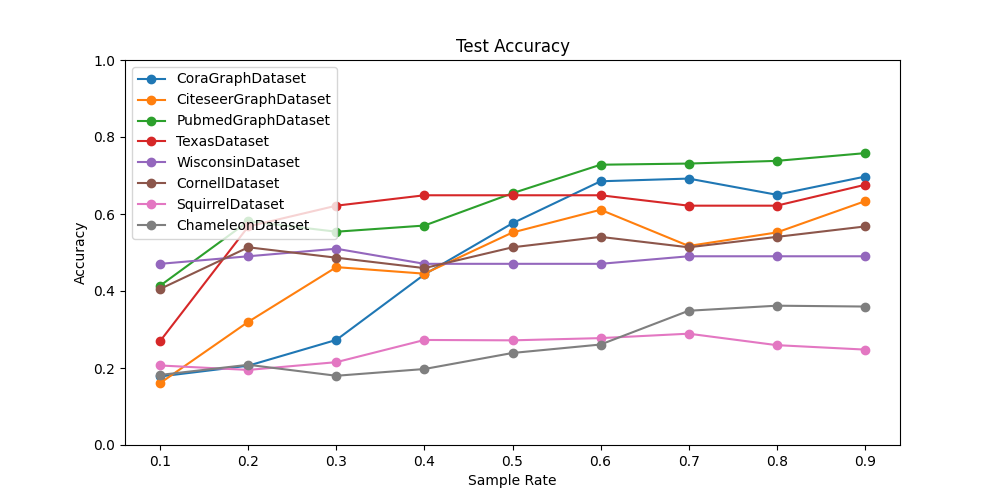 Test Accuracy
1.0
0.8
0.6
0.4
0.2
0.0
Accuracy
CoraGraphDataset
CiteseerGraphDataset
PubmedGraphDataset
TexasDataset
WisconsinDataset
CornellDataset
SquirrelDataset
ChameleonDataset
0.1 0.2 0.3 0.4 0.5 0.6 0.7 0.8 0.9
Sample Rate